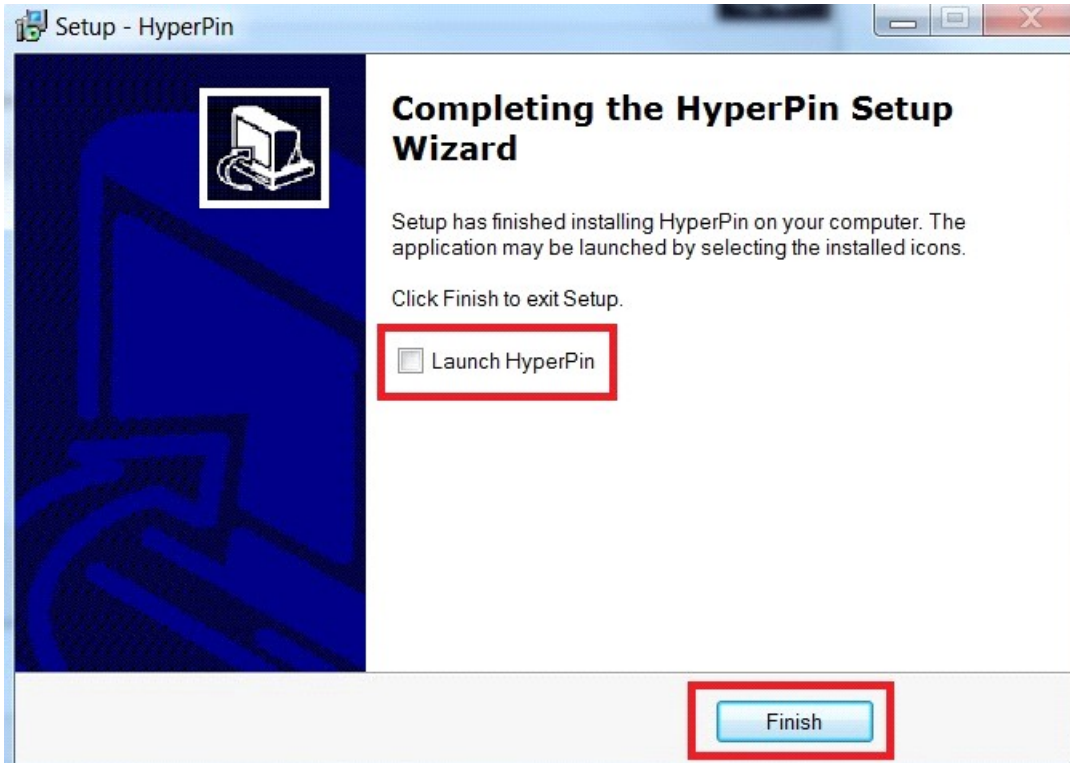 Setup - HyperPin
Completing the HyperPin Setup
Wizard
Setup has finished installing HyperPin on your computer. The
application may be launched by selecting the installed icons.
Click Finish to exit Setup.
Launch HyperPin
Finish